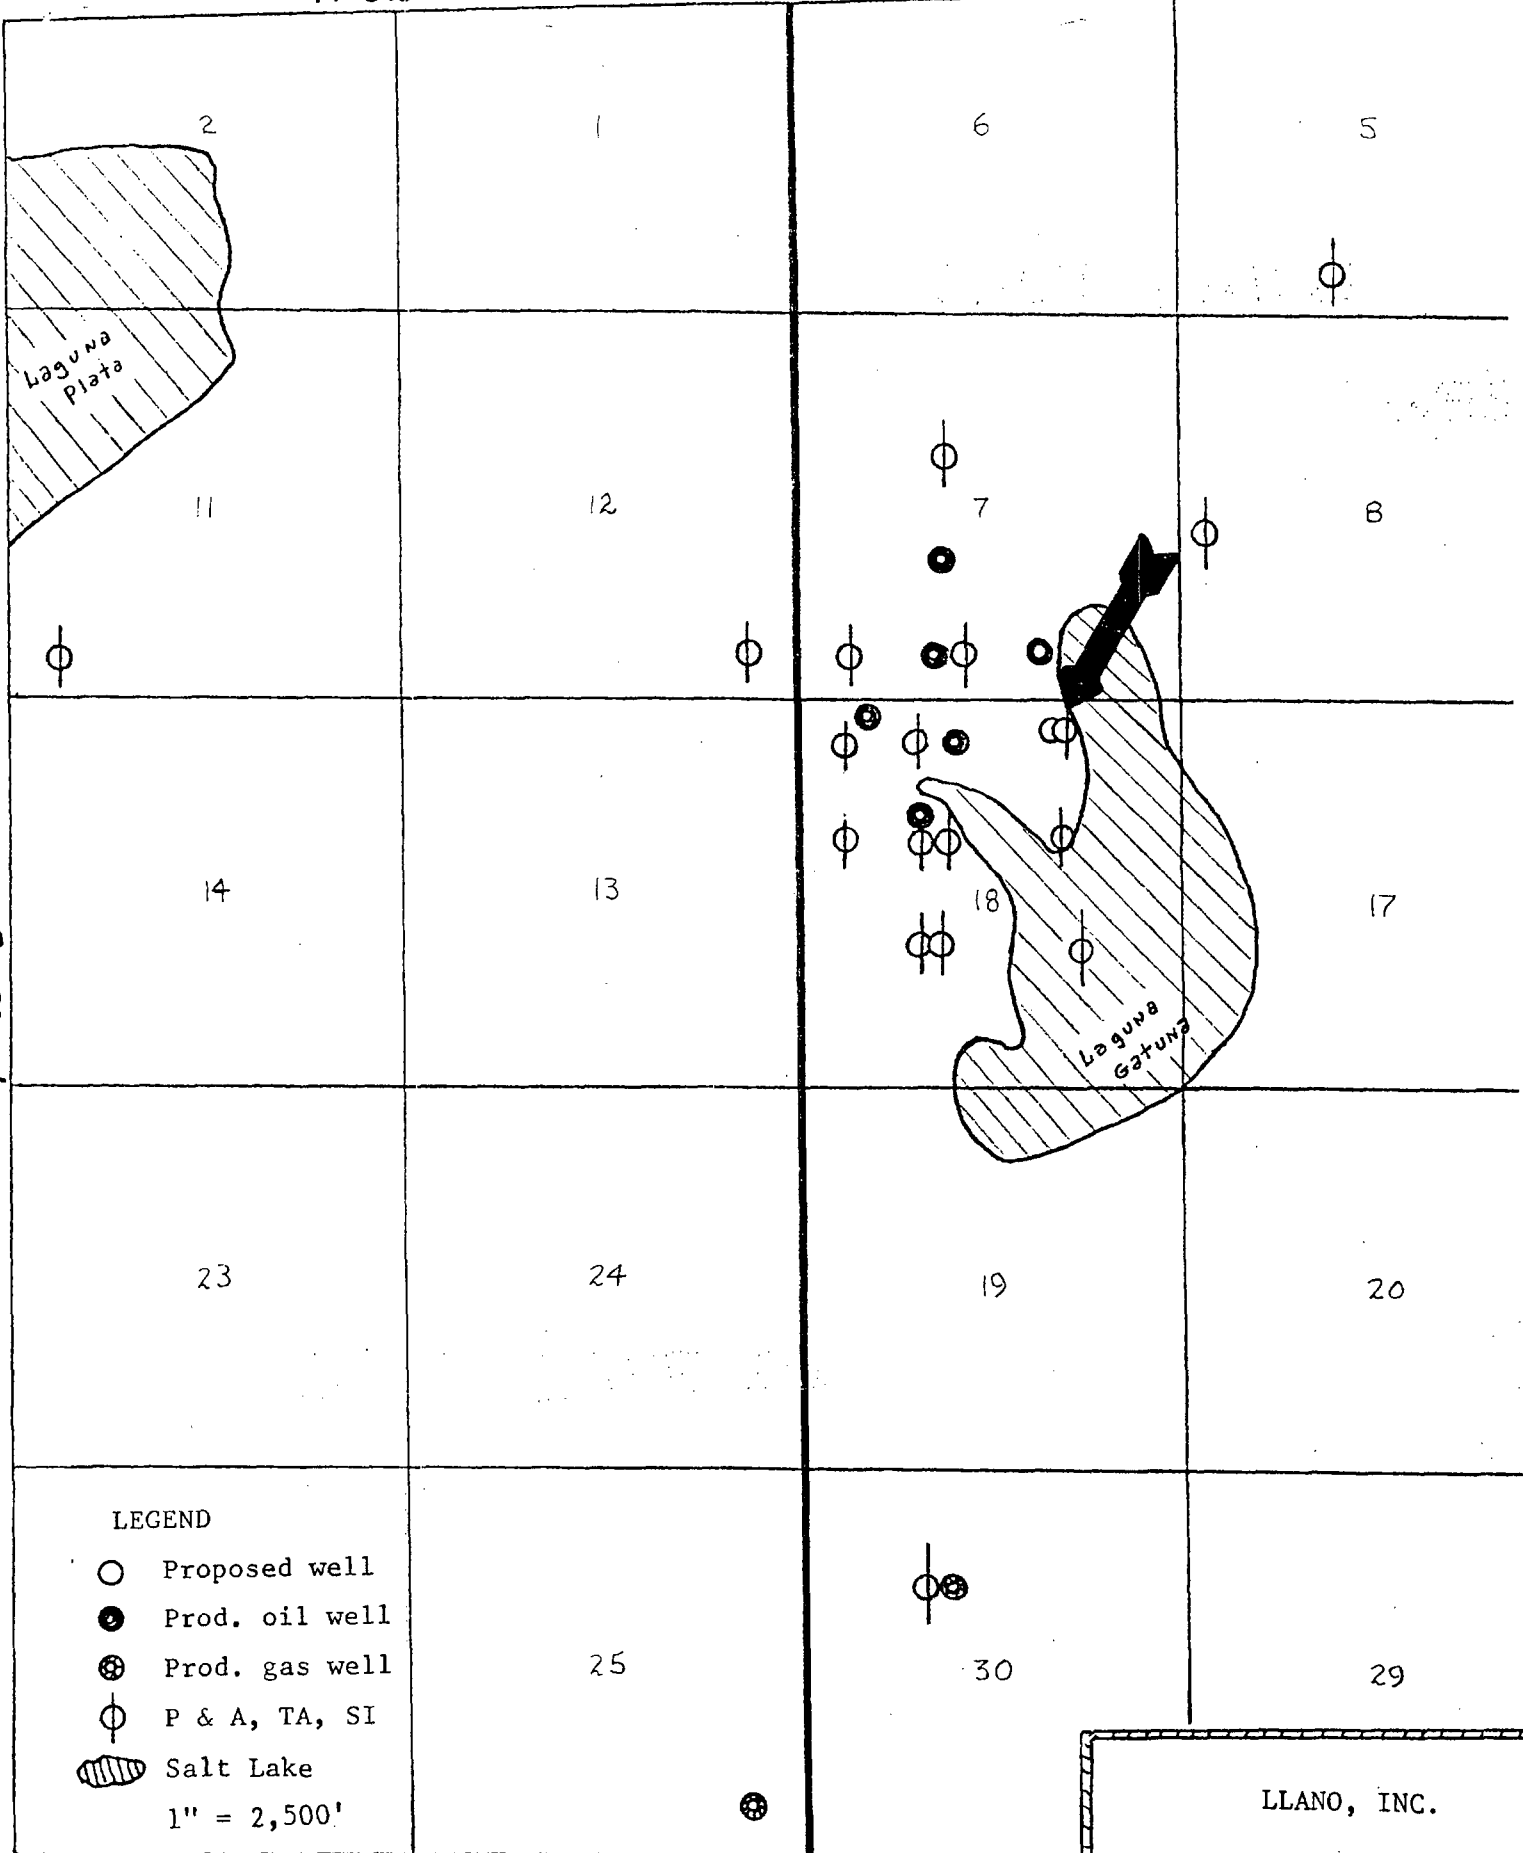 2
1
6
5
Laguna
Plata
11
12
7
8
14
13
18
17
Laguna
Gatuna
23
24
19
20
LEGEND
Proposed well
Prod. oil well
Prod. gas well
P & A, TA, SI
Salt Lake
1" = 2,500'
25
30
29
LLANO, INC.